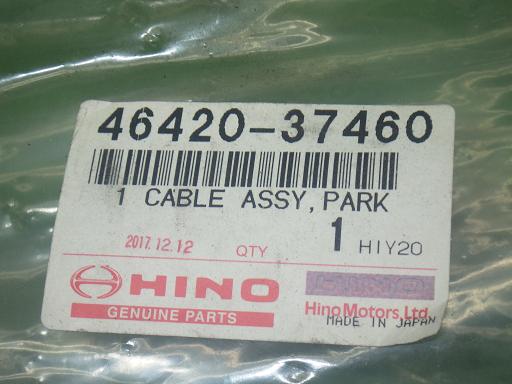 46420-37460
1 CABLE ASSY, PARK
2017.12.12 QTY 1 HIY20
HINO HINO
GENUINE PARTS Hino Motors, Ltd.
MADE IN JAPAN